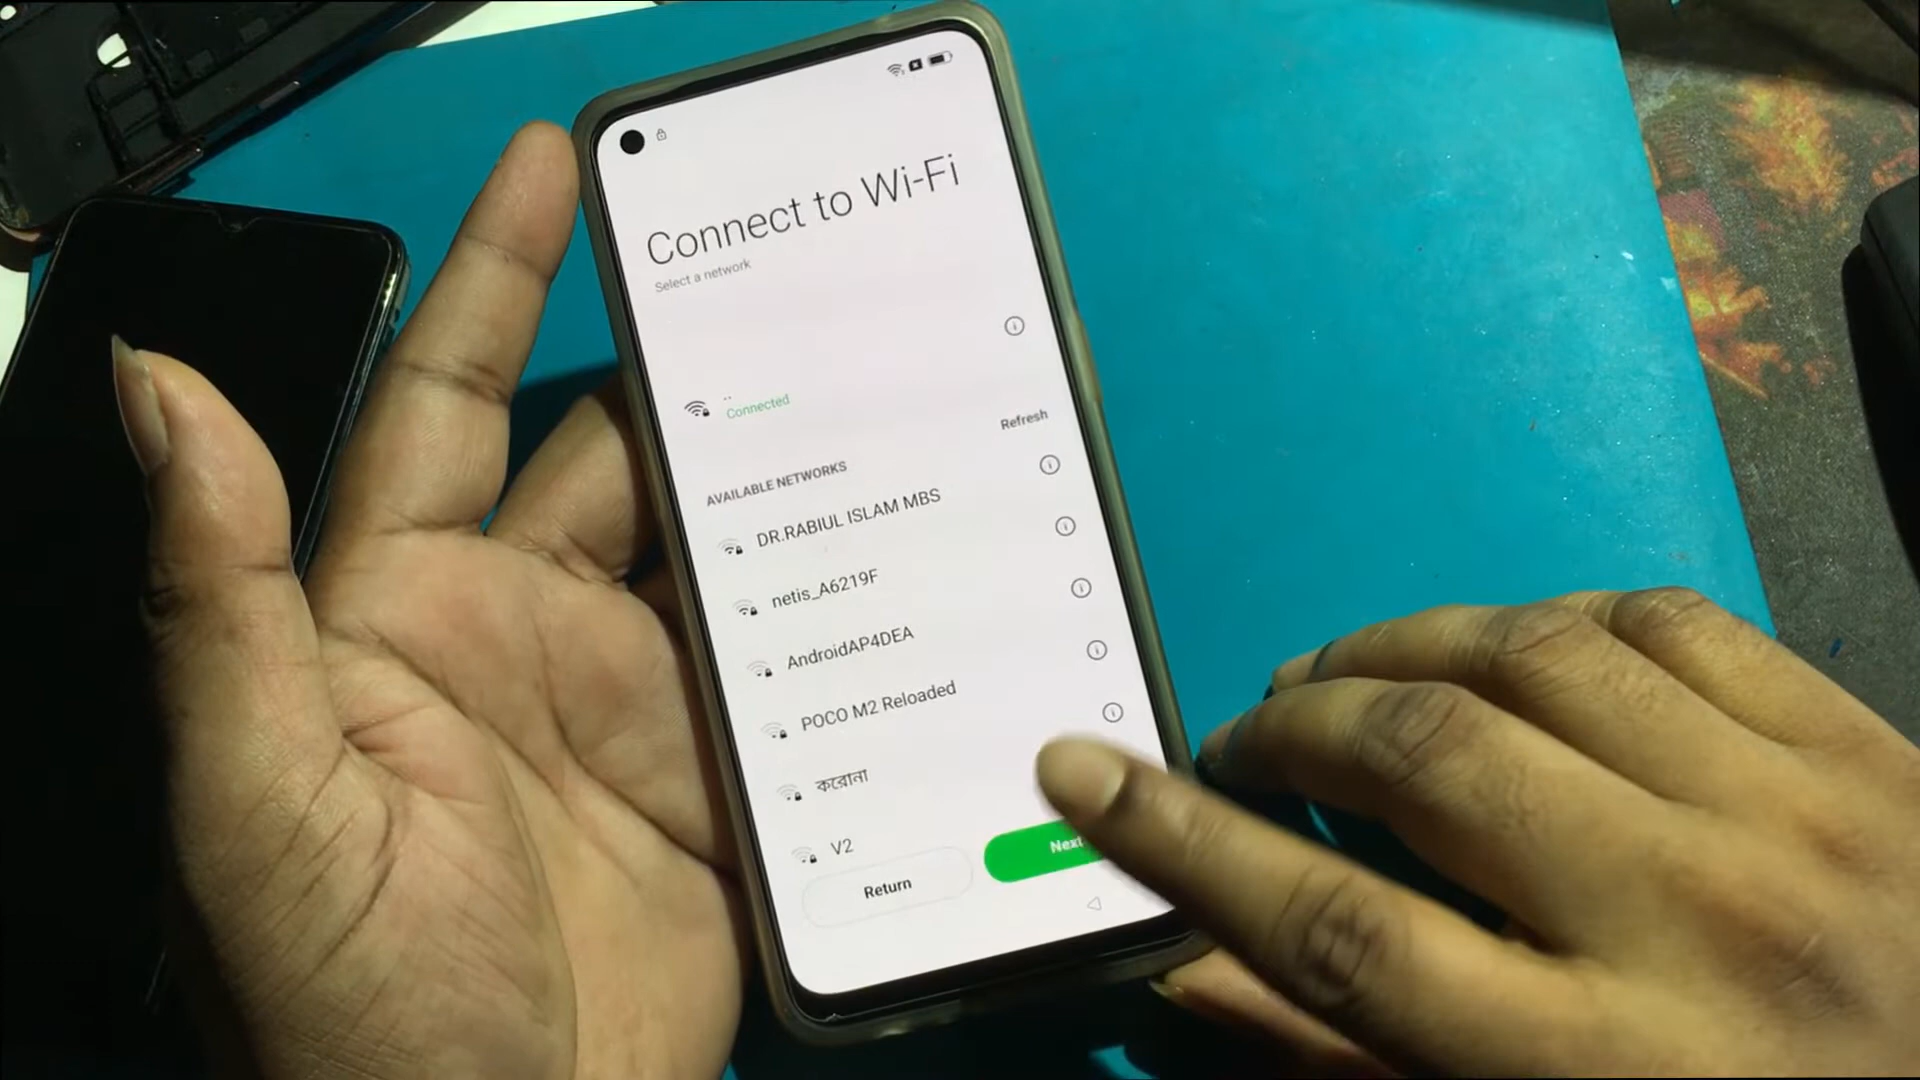 Connect to Wi-Fi
Select a network
..
Connected
Refresh
AVAILABLE NETWORKS
DR.RABIUL ISLAM MBS
netis_A6219F
AndroidAP4DEA
POCO M2 Reloaded
করোনা
V2
Return
Next